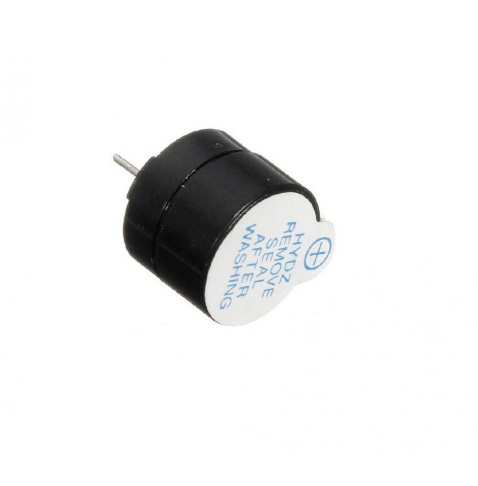 HYDZ
REMOVE
SEAL
AFTER
WASHING
+